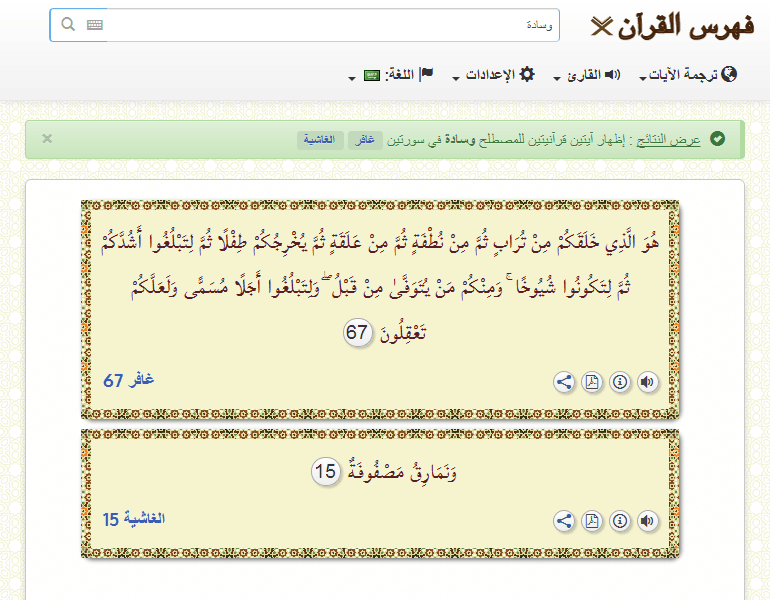 فهرس القرآن
وسادة
ترجمة الآيات
القارئ
الإعدادات
اللغة:
عرض النتائج : إظهار آيتين قرآنيتين للمصطلح وسادة في سورتين غافر الغاشية ×
هُوَ الَّذِي خَلَقَكُمْ مِنْ تُرَابٍ ثُمَّ مِنْ نُطْفَةٍ ثُمَّ مِنْ عَلَقَةٍ ثُمَّ يُخْرِجُكُمْ طِفْلًا ثُمَّ لِتَبْلُغُوا أَشُدَّكُمْ
ثُمَّ لِتَكُونُوا شُيُوخًا ۚ وَمِنْكُمْ مَنْ يُتَوَفَّىٰ مِنْ قَبْلُ ۖ وَلِتَبْلُغُوا أَجَلًا مُسَمًّى وَلَعَلَّكُمْ
تَعْقِلُونَ 67
غافر 67
وَنَمَارِقُ مَصْفُوفَةٌ 15
الغاشية 15